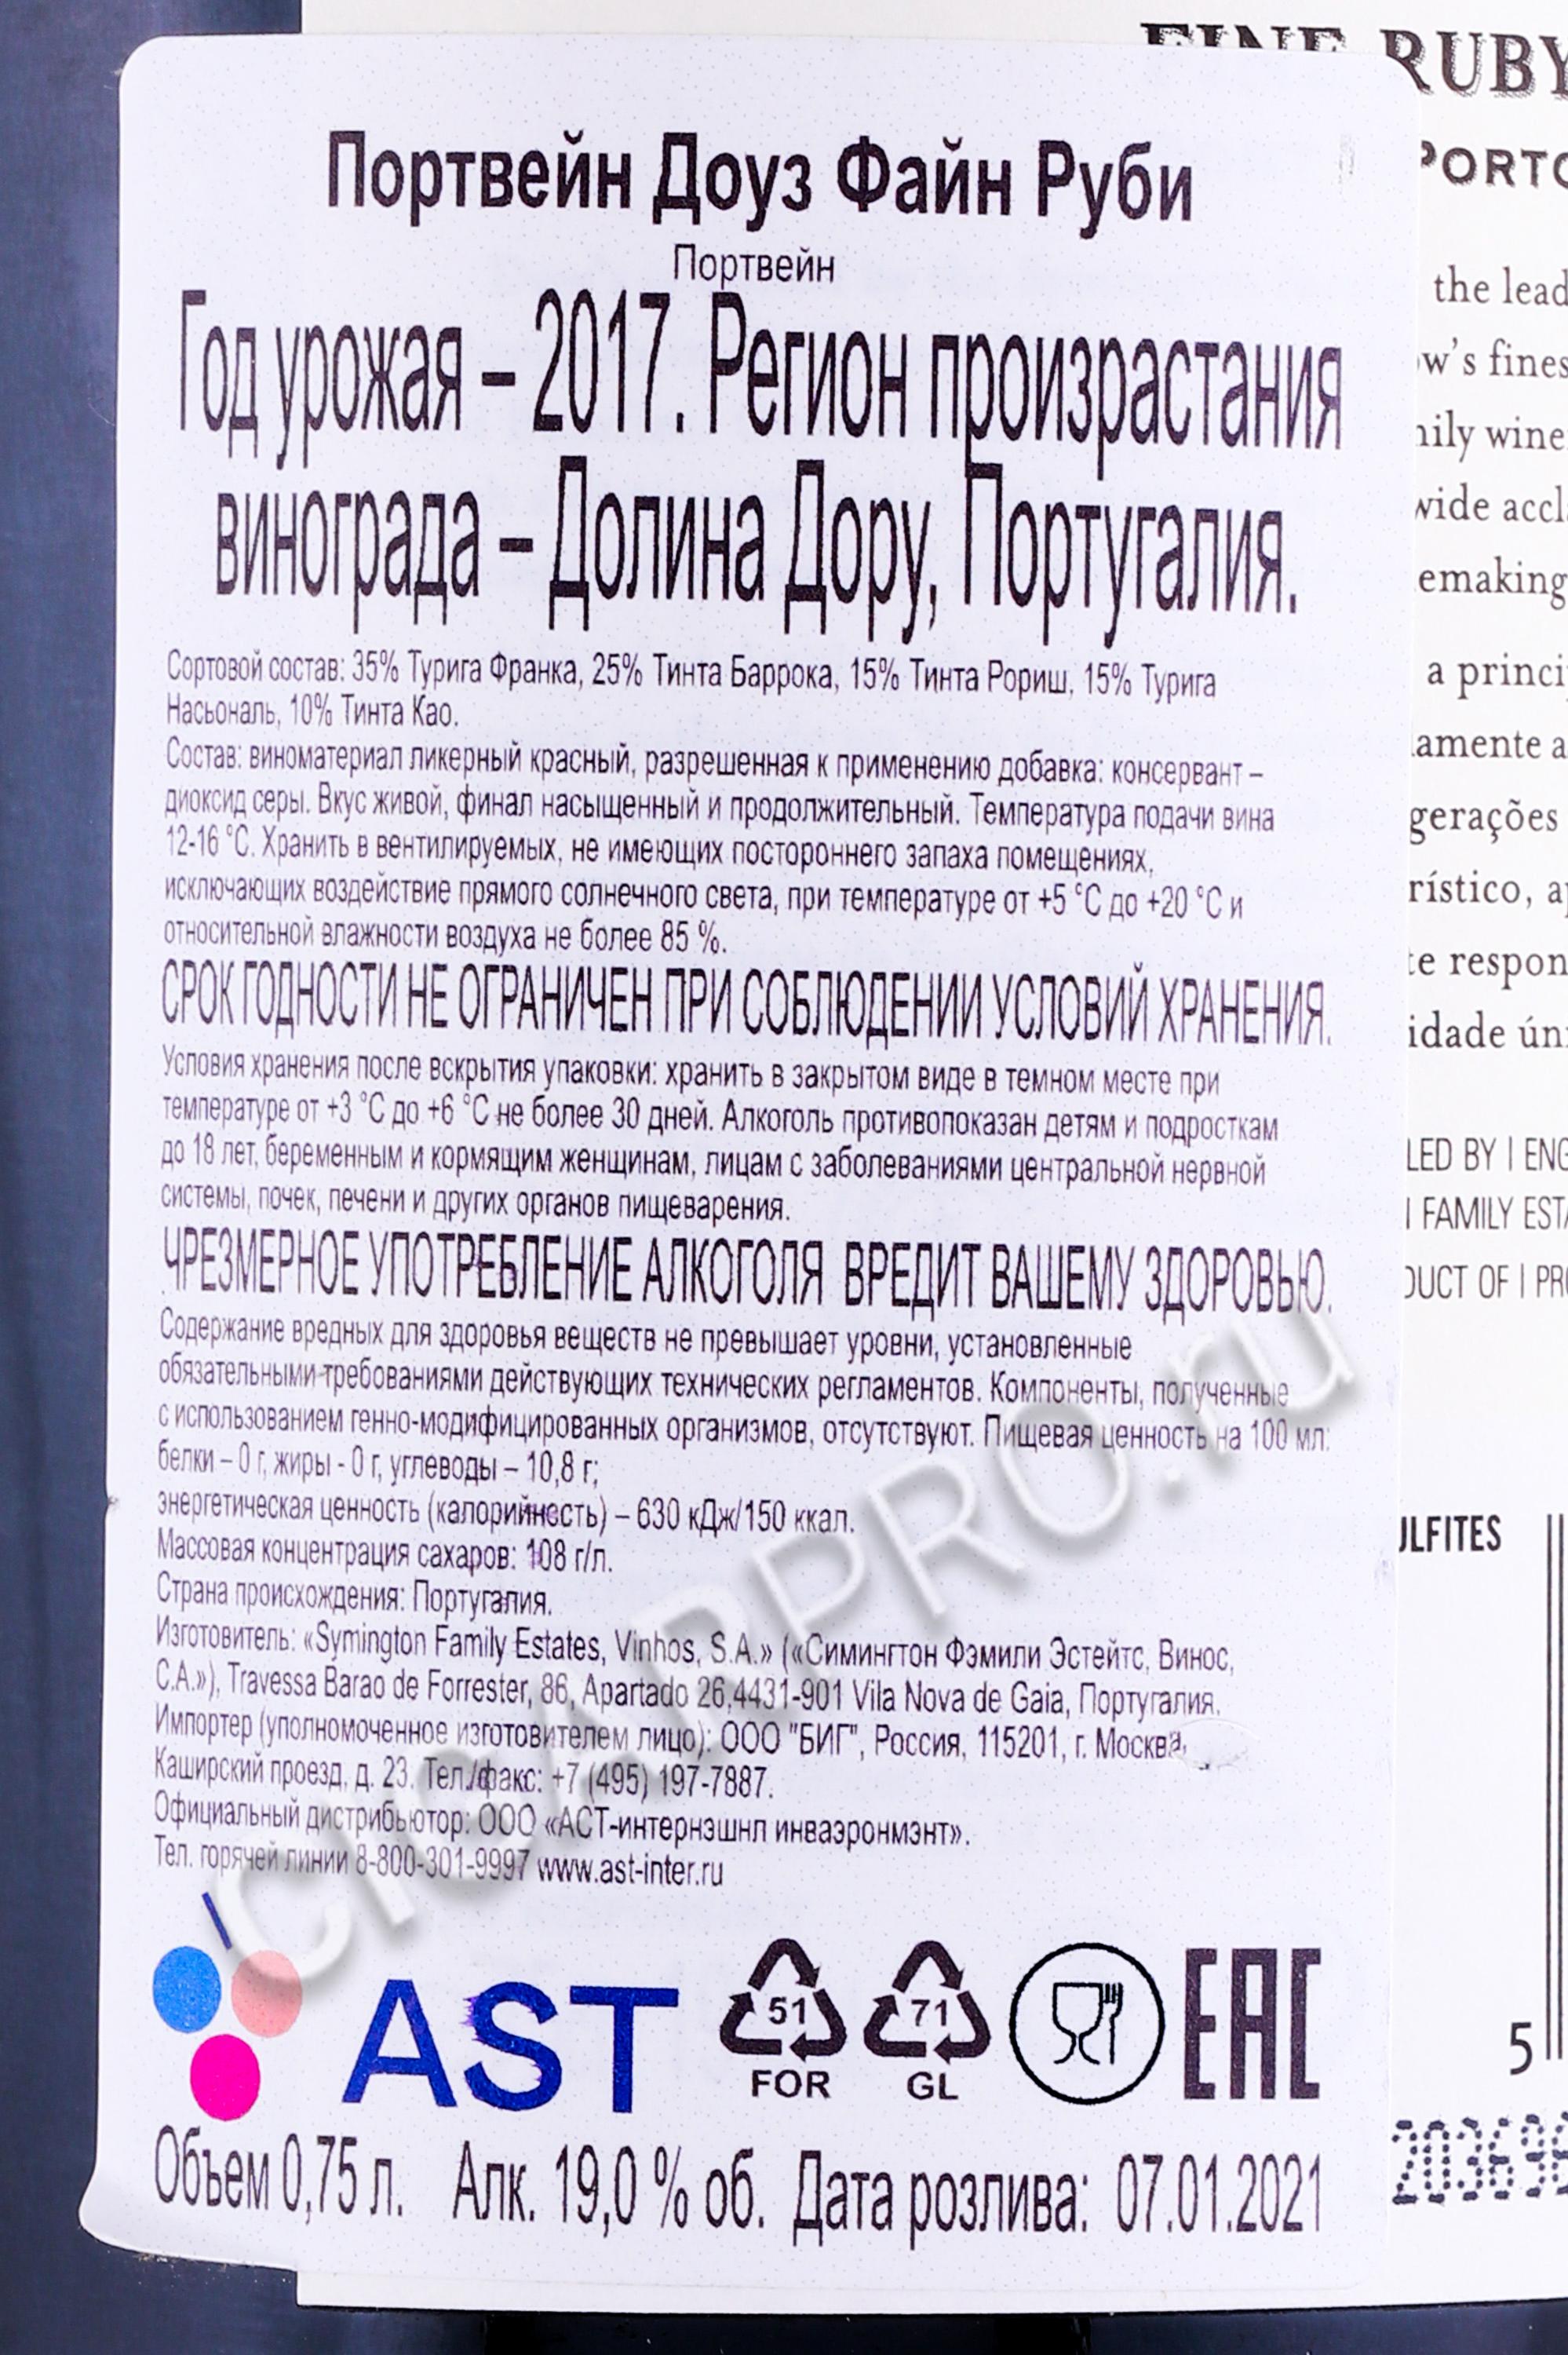 Портвейн Доуз Файн Руби
Портвейн
Год урожая – 2017. Регион произрастания
винограда – Долина Дору, Португалия.
Сортовой состав: 35% Турига Франка, 25% Тинта Баррока, 15% Тинта Рориш, 15% Турига
Насьональ, 10% Тинта Као.
Состав: виноматериал ликерный красный, разрешенная к применению добавка: консервант –
диоксид серы. Вкус живой, финал насыщенный и продолжительный. Температура подачи вина
12-16 °С. Хранить в вентилируемых, не имеющих постороннего запаха помещениях,
исключающих воздействие прямого солнечного света, при температуре от +5 °С до +20 °С и
относительной влажности воздуха не более 85 %.
СРОК ГОДНОСТИ НЕ ОГРАНИЧЕН ПРИ СОБЛЮДЕНИИ УСЛОВИЙ ХРАНЕНИЯ.
Условия хранения после вскрытия упаковки: хранить в закрытом виде в темном месте при
температуре от +3 °С до +6 °С не более 30 дней. Алкоголь противопоказан детям и подросткам
до 18 лет, беременным и кормящим женщинам, лицам с заболеваниями центральной нервной
системы, почек, печени и других органов пищеварения.
ЧРЕЗМЕРНОЕ УПОТРЕБЛЕНИЕ АЛКОГОЛЯ ВРЕДИТ ВАШЕМУ ЗДОРОВЬЮ.
Содержание вредных для здоровья веществ не превышает уровни, установленные
обязательными требованиями действующих технических регламентов. Компоненты, полученные
с использованием генно-модифицированных организмов, отсутствуют. Пищевая ценность на 100 мл:
белки – 0 г, жиры - 0 г, углеводы – 10,8 г;
энергетическая ценность (калорийность) – 630 кДж/150 ккал.
Массовая концентрация сахаров: 108 г/л.
Страна происхождения: Португалия.
Изготовитель: «Symington Family Estates, Vinhos, S.A.» («Симингтон Фэмили Эстейтс, Винос,
С.А.»), Travessa Barao de Forrester, 86, Apartado 26,4431-901 Vila Nova de Gaia, Португалия.
Импортер (уполномоченное изготовителем лицо): ООО "БИГ", Россия, 115201, г. Москва,
Каширский проезд, д. 23. Тел./факс: +7 (495) 197-7887.
Официальный дистрибьютор: ООО «АСТ-интернэшнл инваэронмэнт».
Тел. горячей линии 8-800-301-9997 www.ast-inter.ru
AST
51
FOR
71
GL
EAC
Объем 0,75 л. Алк. 19,0 % об. Дата розлива: 07.01.2021
CIGARPRO.ru
FINE RUBY
PORTO
the lead
w's fines
ily wine
wide accl
emaking
a princi
amente a
gerações
rístico, a
te respon
idade ún
LED BY | ENG
FAMILY ESTA
DUCT OF | PR
ULFITES
5